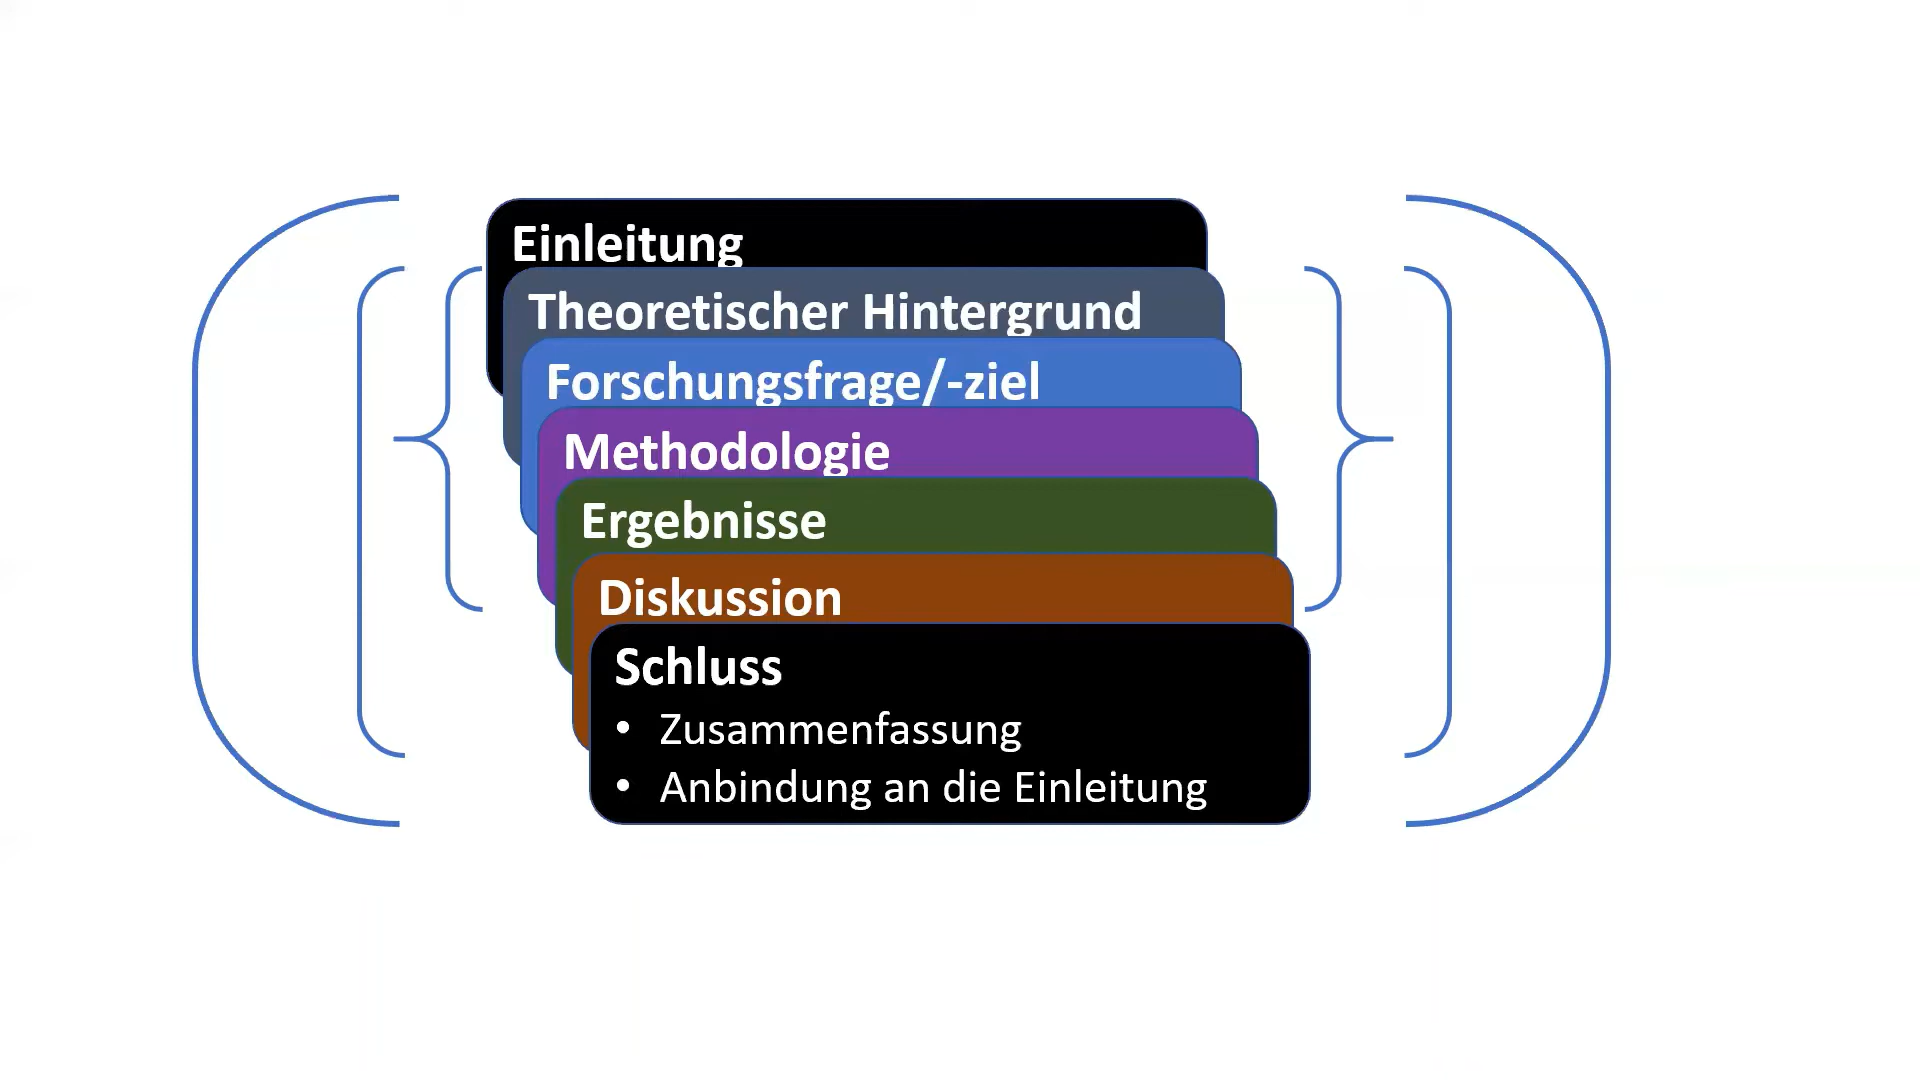 Einleitung
Theoretischer Hintergrund
Forschungsfrage/-ziel
Methodologie
Ergebnisse
Diskussion
Schluss
• Zusammenfassung
• Anbindung an die Einleitung